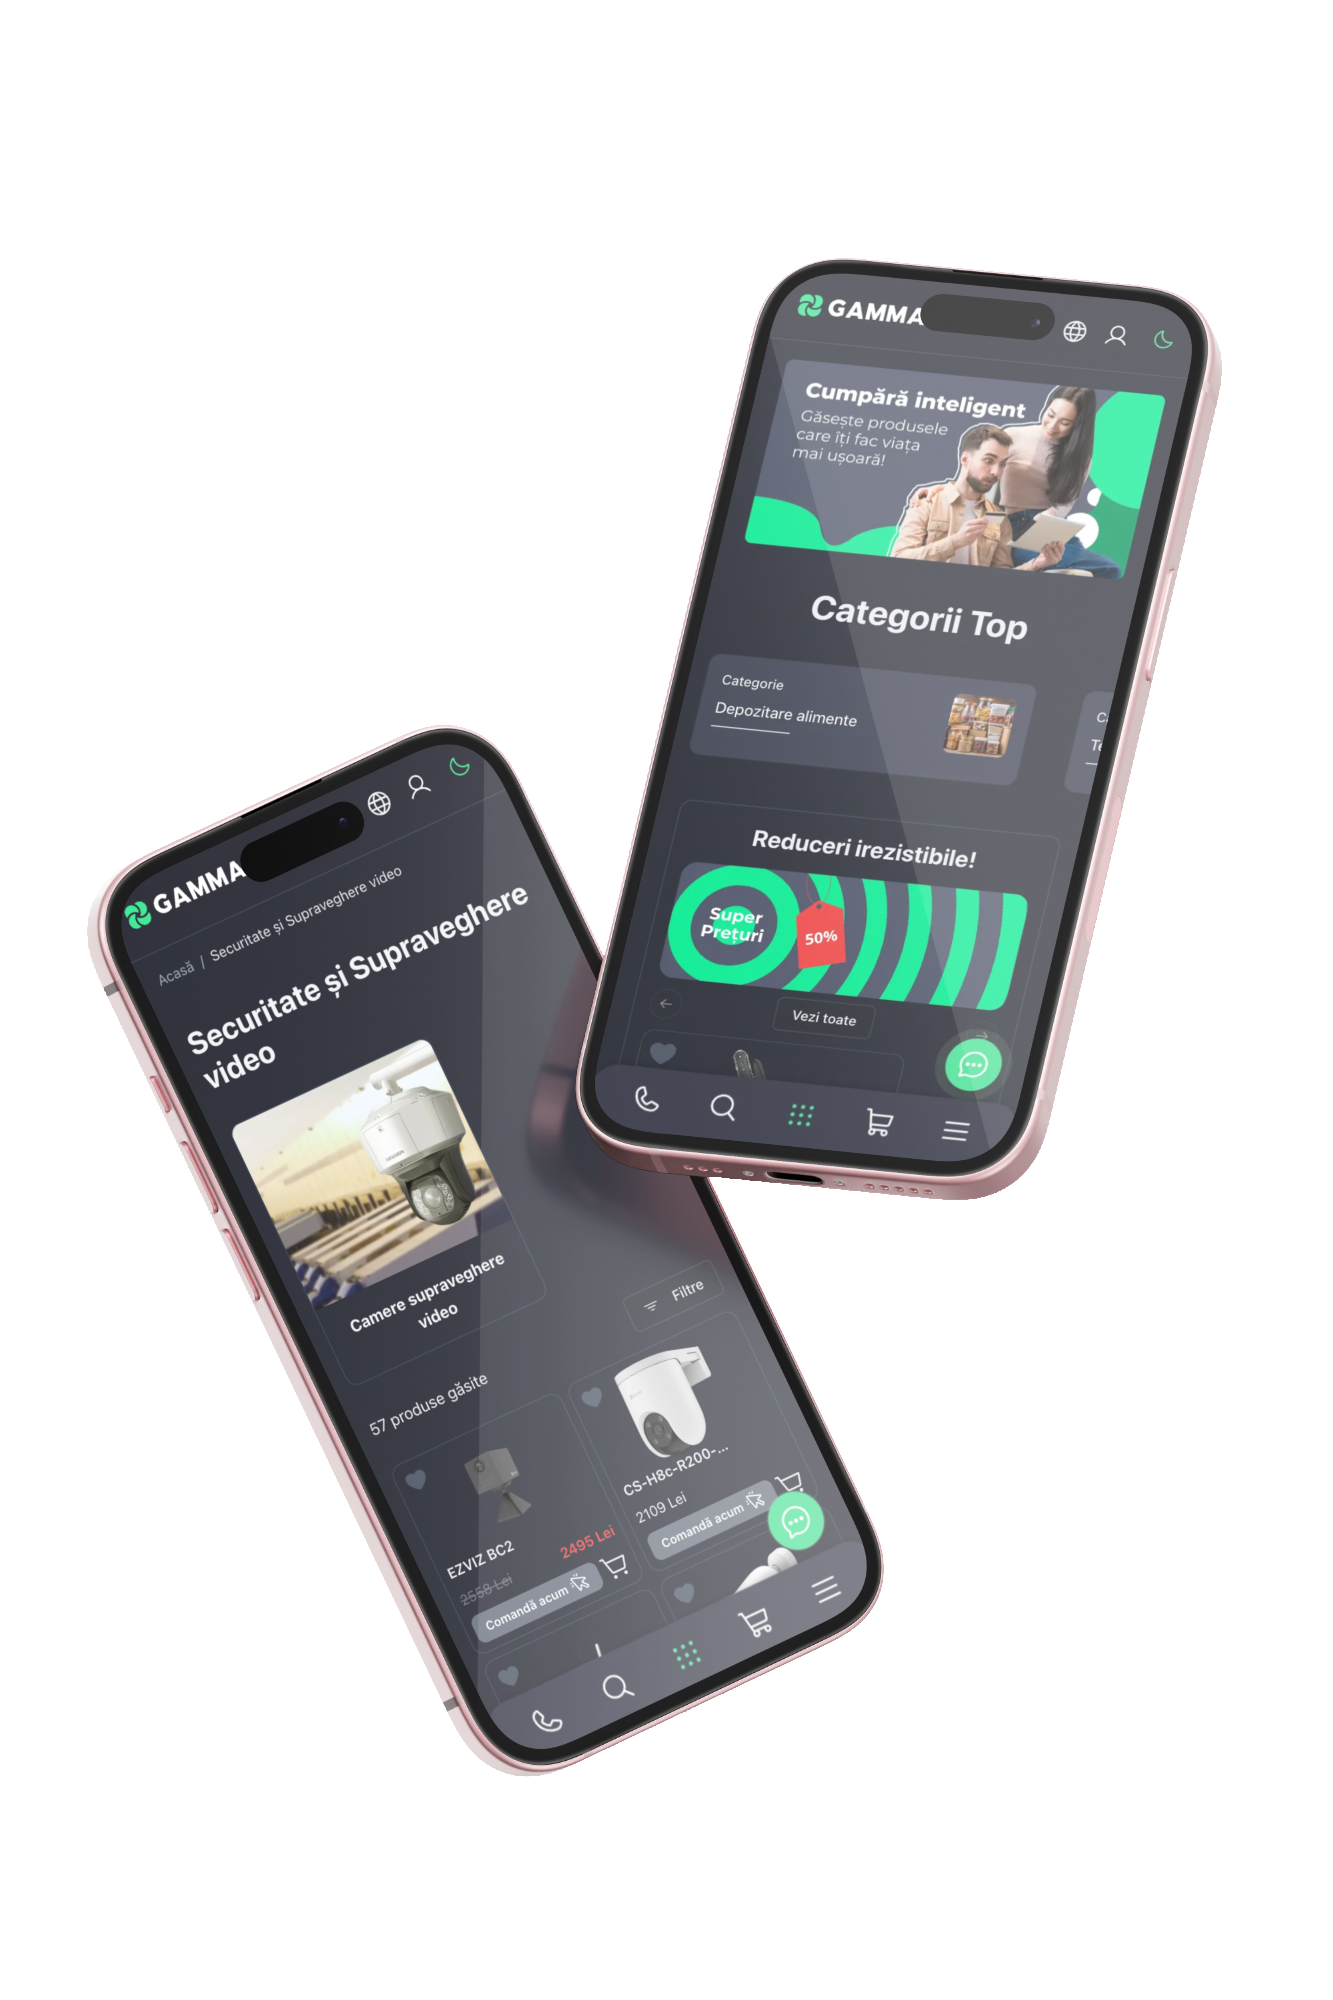 GAMMA
Cumpără inteligent
Găsește produsele
care îți fac viața
mai ușoară!
Categorii Top
Categorie
Depozitare alimente
Reduceri irezistibile!
Super
Prețuri
50%
Vezi toate
GAMMA
Acasă / Securitate și Supraveghere video
Securitate și Supraveghere
video
Camere supraveghere
video
Filtre
57 produse găsite
EZVIZ BC2
2558 Lei
2495 Lei
Comandă acum
CS-H8c-R200-...
2109 Lei
Comandă acum